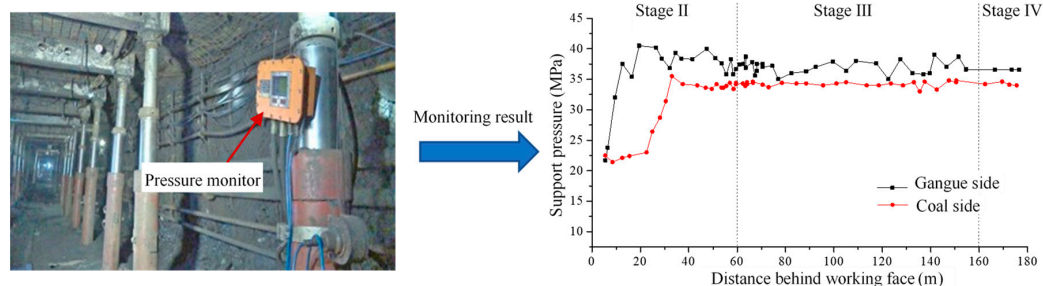 Pressure monitor
Monitoring result
Stage II
Stage III
Stage IV
Support pressure (MPa)
45
40
35
30
25
20
15
10
Gangue side
Coal side
0 20 40 60 80 100 120 140 160 180
Distance behind working face (m)